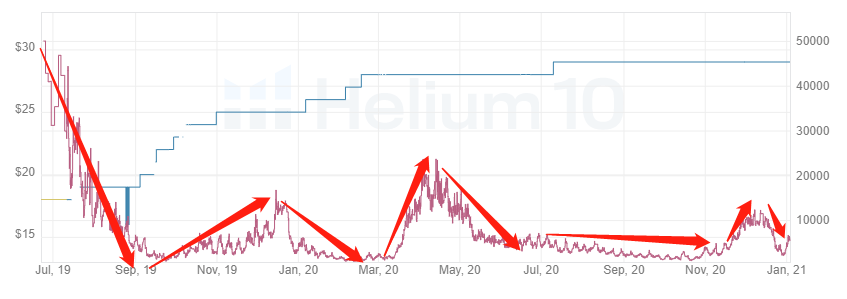 $30
$25
$20
$15
50000
40000
30000
20000
10000
Helium 10
Jul, 19
Sep, 19
Nov, 19
Jan, 20
Mar, 20
May, 20
Jul, 20
Sep, 20
Nov, 20
Jan, 21